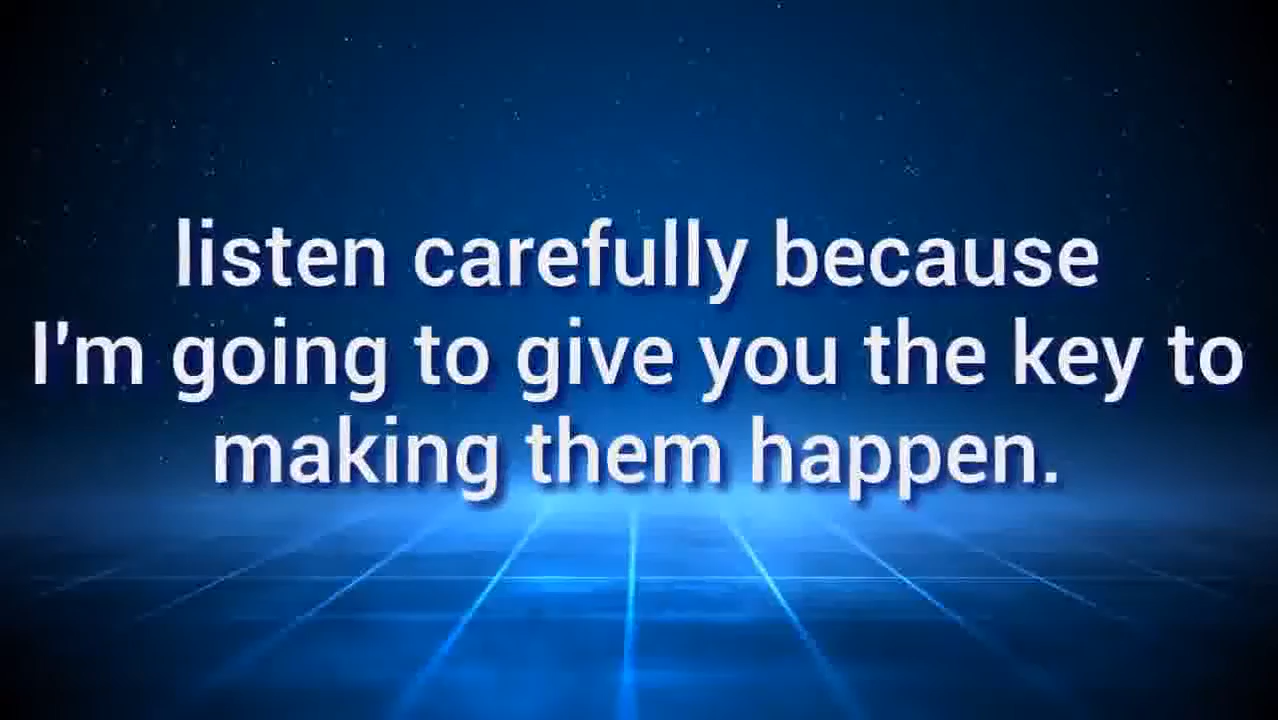 listen carefully because
I'm going to give you the key to
making them happen.